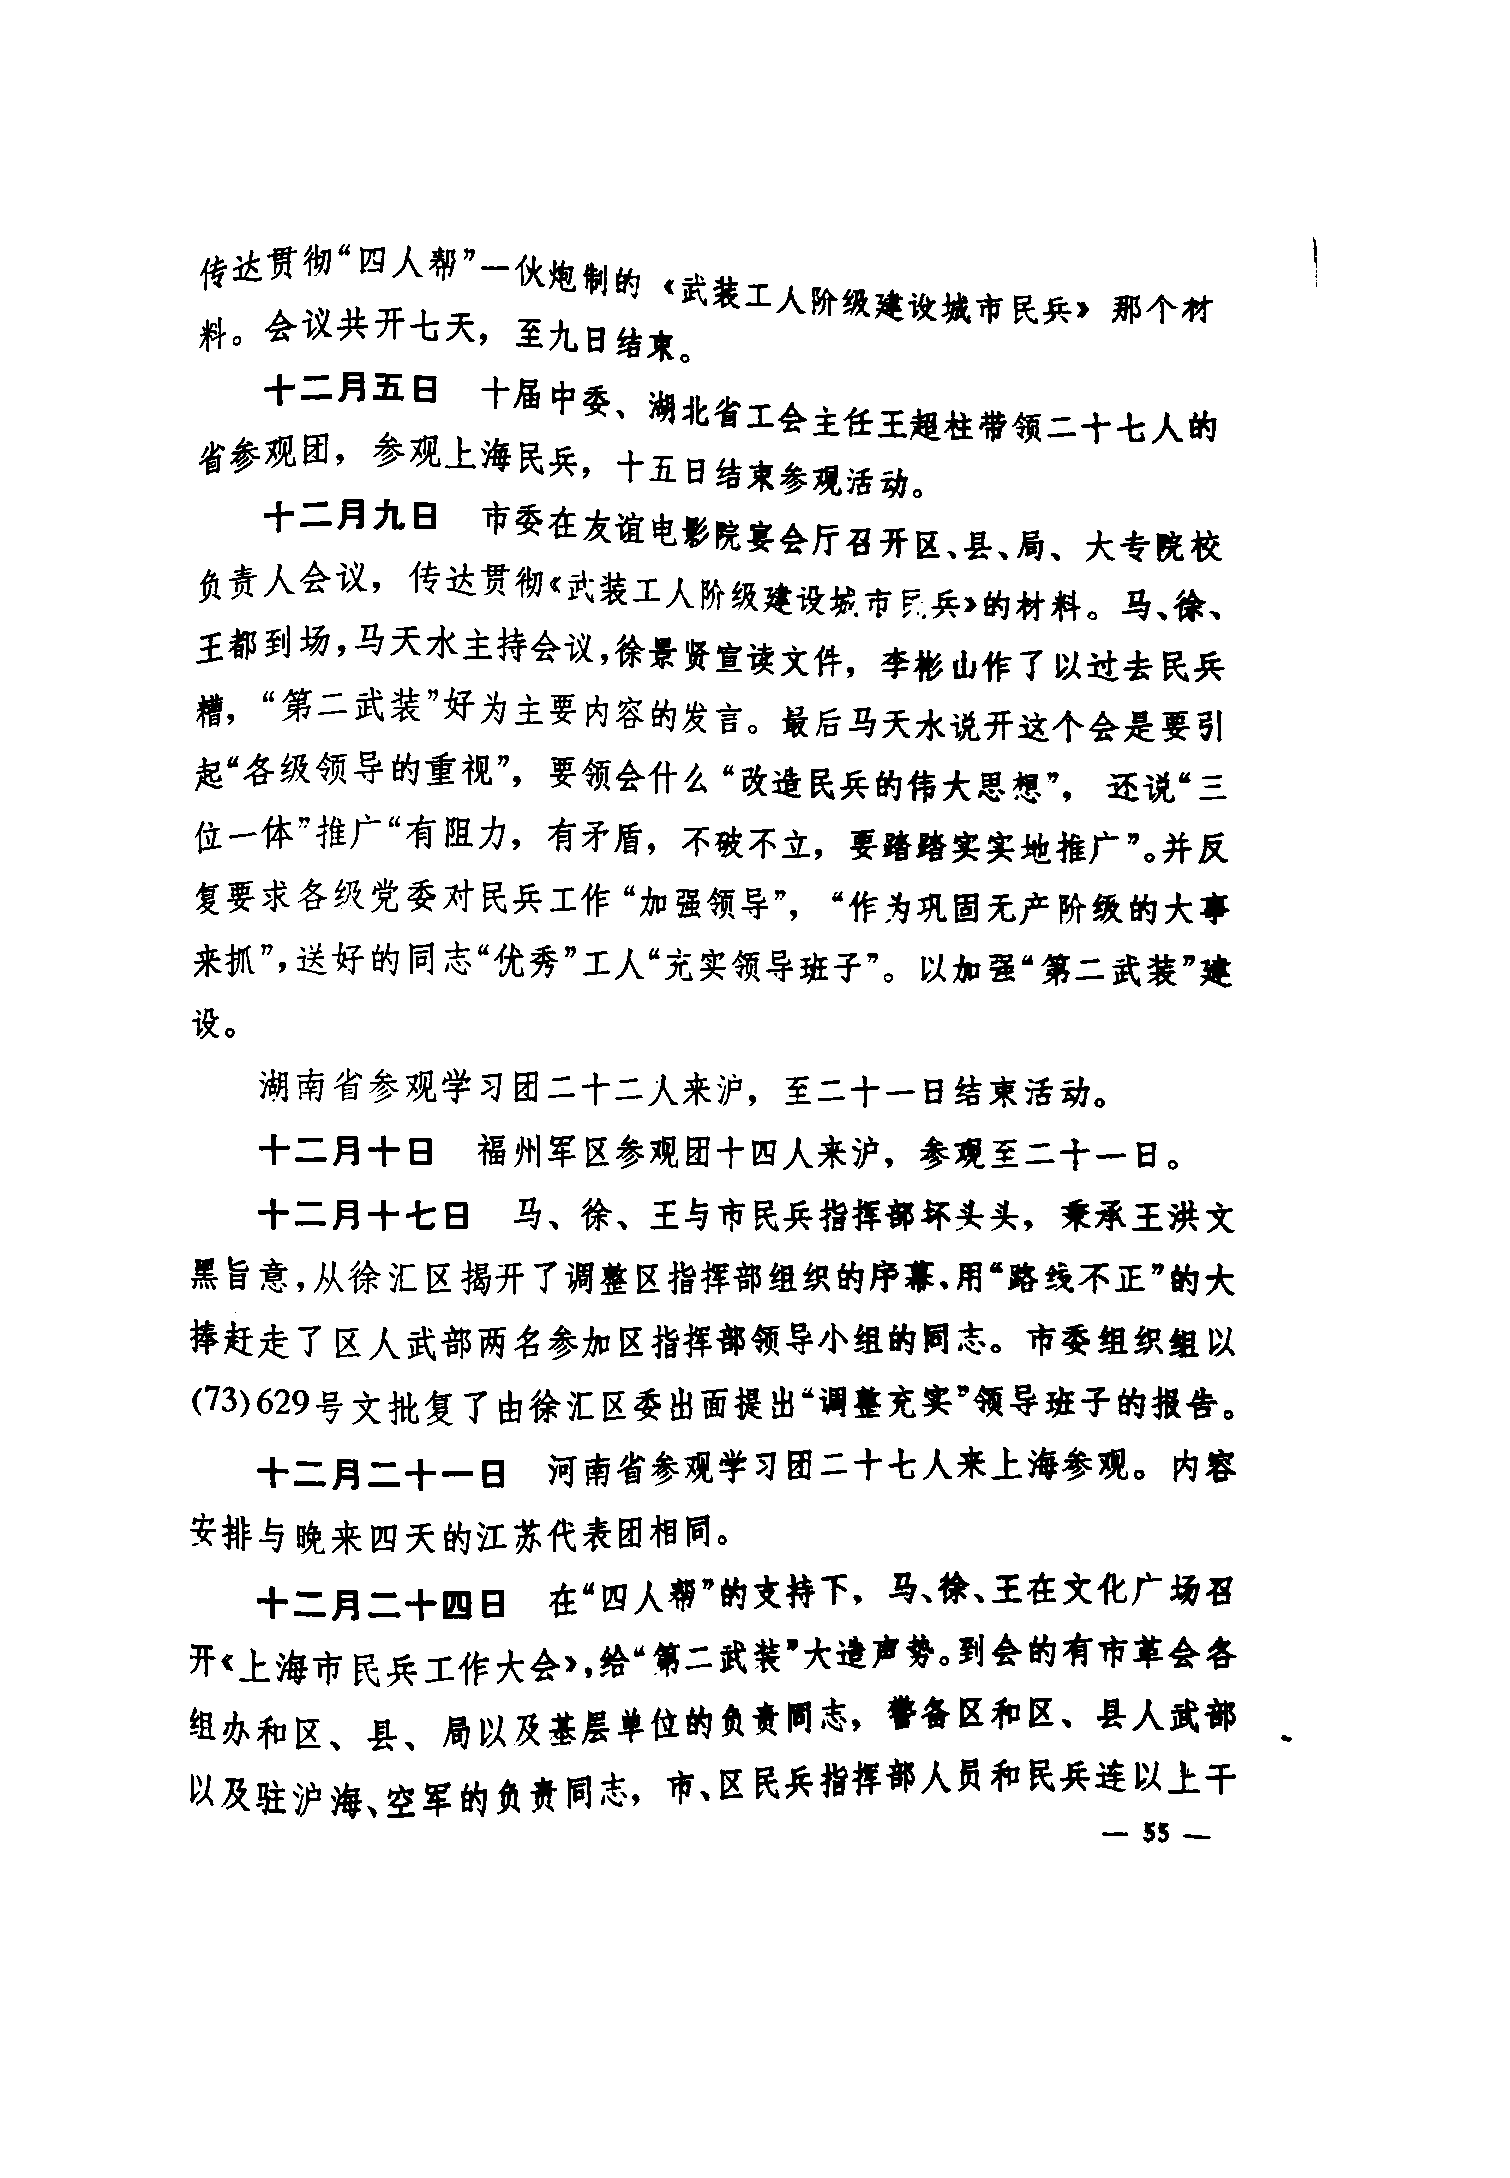 传达贯彻“四人帮”一伙炮制的《武装工人阶级建设城市民兵》那个材
料。会议共开七天，至九日结束。
十二月五日　十届中委、湖北省工会主任王超柱带领二十七人的
省参观团，参观上海民兵，十五日结束参观活动。
十二月九日　市委在友谊电影院宴会厅召开区、县、局、大专院校
负责人会议，传达贯彻《武装工人阶级建设城市民兵》的材料。马、徐、
王都到场，马天水主持会议，徐景贤宣读文件，李彬山作了以过去民兵
糟，“第二武装”好为主要内容的发言。最后马天水说开这个会是要引
起“各级领导的重视”，要领会什么“改造民兵的伟大思想”，还说“三
位一体”推广“有阻力，有矛盾，不破不立，要踏踏实实地推广”。并反
复要求各级党委对民兵工作“加强领导”，“作为巩固无产阶级的大事
来抓”，送好的同志“优秀”工人“充实领导班子”。以加强“第二武装”建
设。
湖南省参观学习团二十二人来沪，至二十一日结束活动。
十二月十日　福州军区参观团十四人来沪，参观至二十一日。
十二月十七日　马、徐、王与市民兵指挥部坏头头，秉承王洪文
黑旨意，从徐汇区揭开了调整区指挥部组织的序幕、用“路线不正”的大
捧赶走了区人武部两名参加区指挥部领导小组的同志。市委组织组以
(73)629号文批复了由徐汇区委出面提出“调整充实”领导班子的报告。
十二月二十一日　河南省参观学习团二十七人来上海参观。内容
安排与晚来四天的江苏代表团相同。
十二月二十四日　在“四人帮”的支持下，马、徐、王在文化广场召
开《上海市民兵工作大会》，给“第二武装”大造声势。到会的有市革会各
组办和区、县、局以及基层单位的负责同志，警备区和区、县人武部
以及驻沪海、空军的负责同志，市、区民兵指挥部人员和民兵连以上干
— 55 —